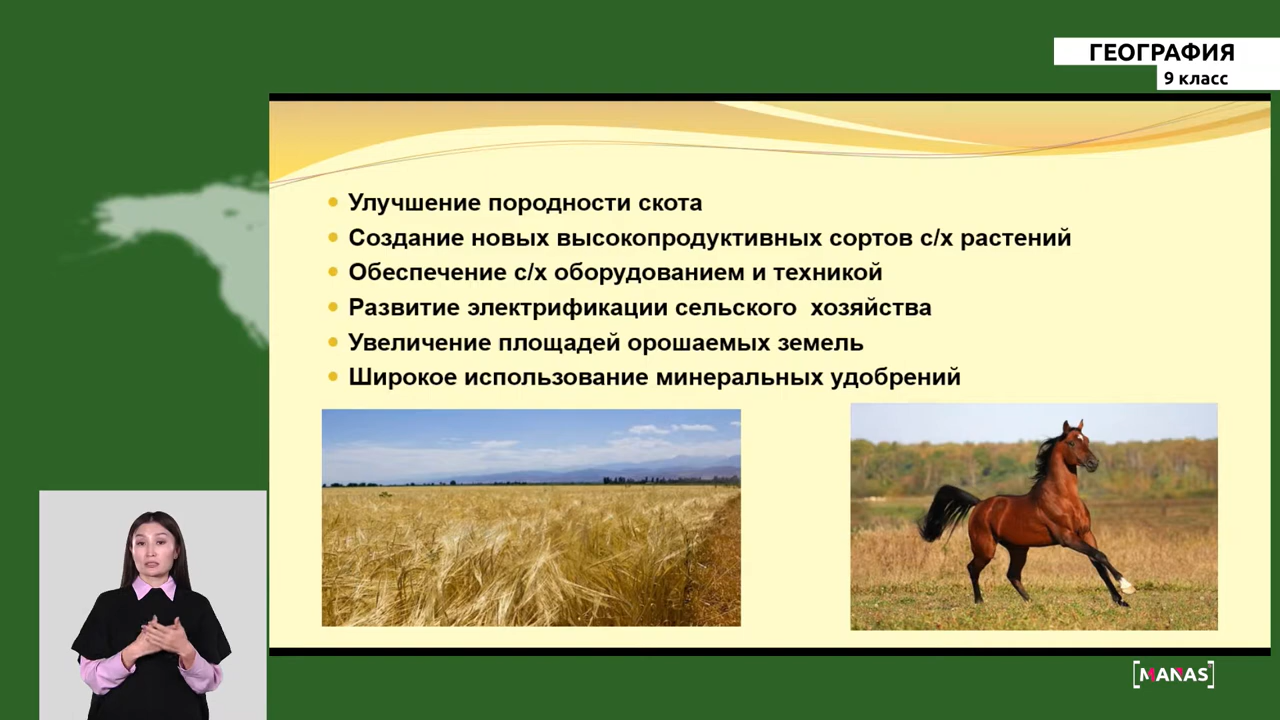 ГЕОГРАФИЯ
9 класс
Улучшение породности скота
Создание новых высокопродуктивных сортов с/х растений
Обеспечение с/х оборудованием и техникой
Развитие электрификации сельского хозяйства
Увеличение площадей орошаемых земель
Широкое использование минеральных удобрений
[MANAS]